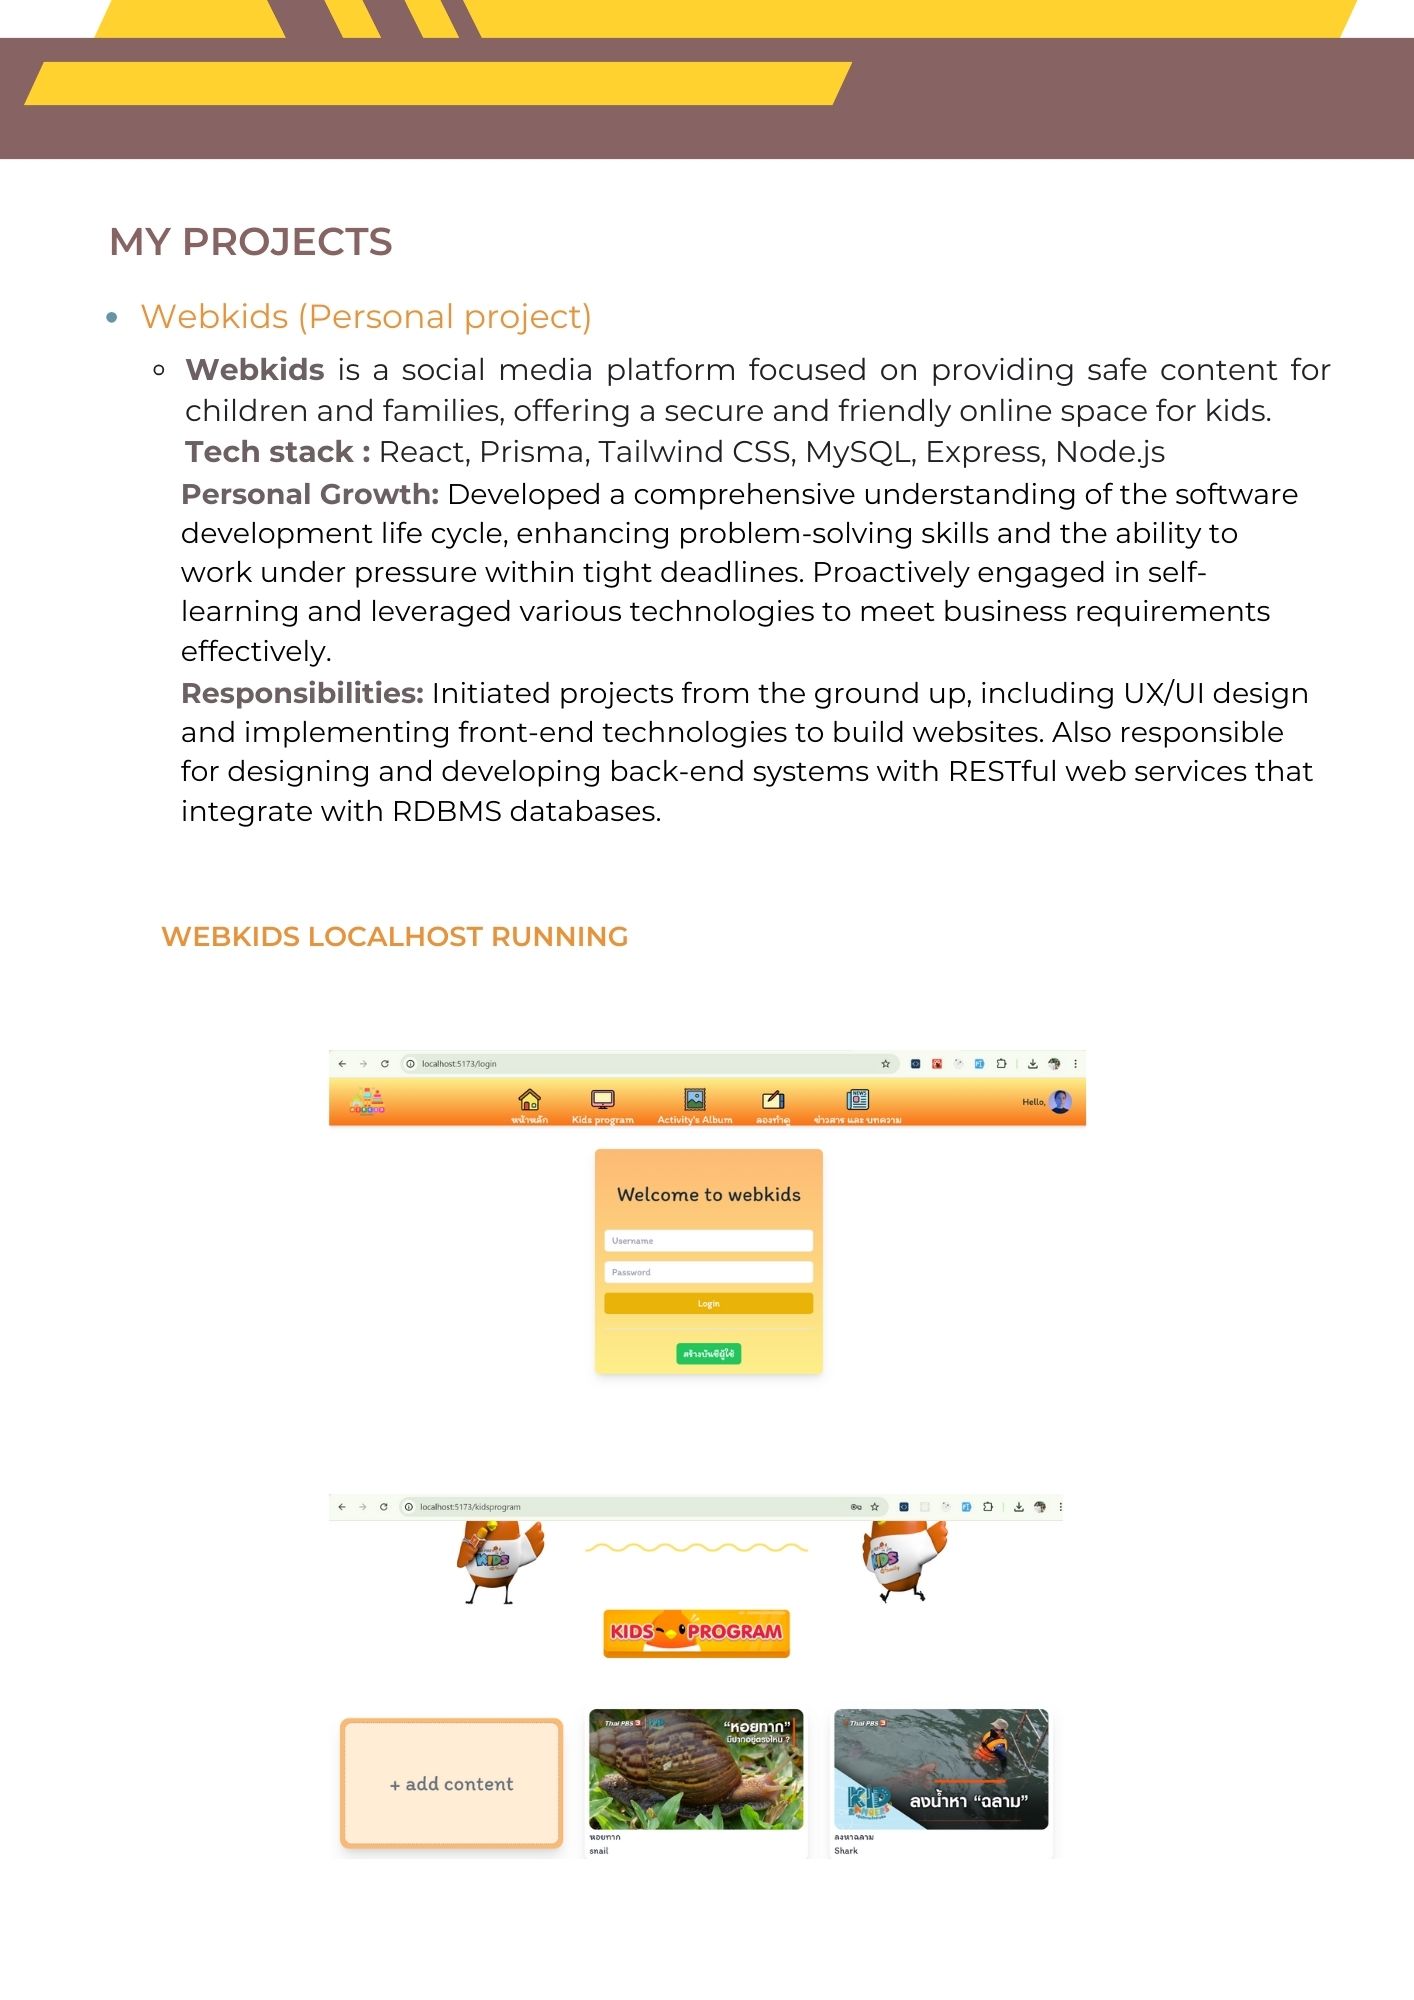 MY PROJECTS
Webkids (Personal project)
Webkids is a social media platform focused on providing safe content for
children and families, offering a secure and friendly online space for kids.
Tech stack : React, Prisma, Tailwind CSS, MySQL, Express, Node.js
Personal Growth: Developed a comprehensive understanding of the software
development life cycle, enhancing problem-solving skills and the ability to
work under pressure within tight deadlines. Proactively engaged in self-
learning and leveraged various technologies to meet business requirements
effectively.
Responsibilities: Initiated projects from the ground up, including UX/UI design
and implementing front-end technologies to build websites. Also responsible
for designing and developing back-end systems with RESTful web services that
integrate with RDBMS databases.
WEBKIDS LOCALHOST RUNNING
localhost:5173/login
หน้าหลัก Kids program Activity's Album ลองทำดู ข่าวสาร และ บทความ
NEWS
Hello,
Welcome to webkids
Username
Password
Login
สร้างบัญชีผู้ใช้
localhost:5173/kidsprogram
KIDS
KIDS
KIDS PROGRAM
+ add content
Thai PBS 3
“หอยทาก”
มีปากอยู่ตรงไหน ?
หอยทาก
snail
Thai PBS 3
KID RANGERS
ลงน้ำหา “ฉลาม”
ลงหาฉลาม
Shark